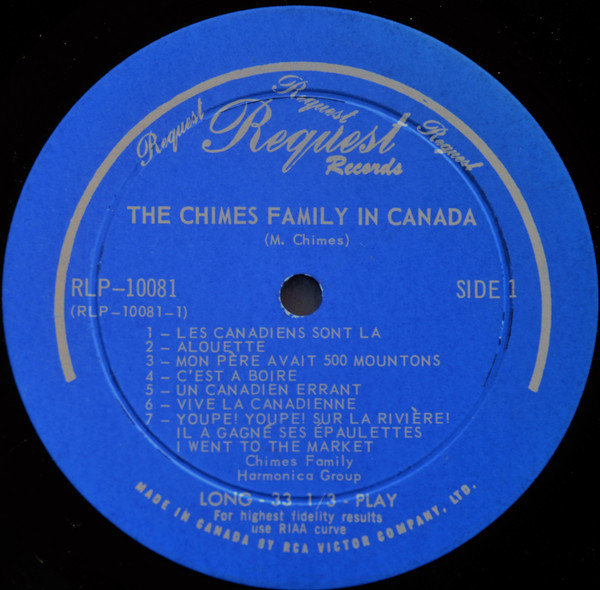 Request
Request
Request
Request
Records
THE CHIMES FAMILY IN CANADA
(M. Chimes)
RLP-10081
SIDE 1
(RLP-10081-1)
1 - LES CANADIENS SONT LA
2 - ALOUETTE
3 - MON PÈRE AVAIT 500 MOUNTONS
4 - C'EST A BOIRE
5 - UN CANADIEN ERRANT
6 - VIVE LA CANADIENNE
7 - YOUPE! YOUPE! SUR LA RIVIÈRE!
IL A GAGNÉ SES ÉPAULETTES
I WENT TO THE MARKET
Chimes Family
Harmonica Group
LONG - 33 1/3 - PLAY
For highest fidelity results
use RIAA curve
MADE IN CANADA BY RCA VICTOR COMPANY, LTD.